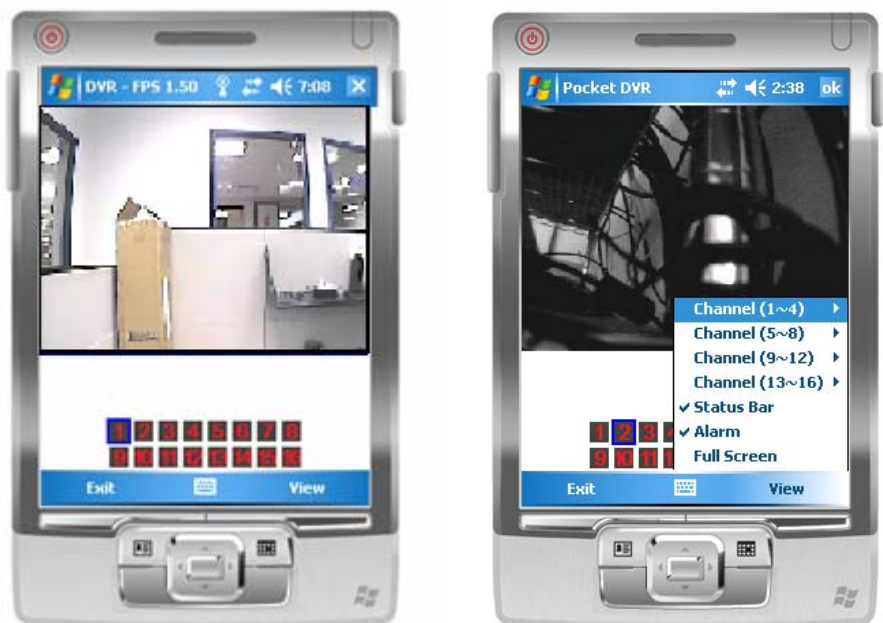 DVR - FPS 1.50 7:08
1 2 3 4 5 6 7 8
9 10 11 12 13 14 15 16
Exit View
Pocket DVR 2:38 ok
Channel (1~4)
Channel (5~8)
Channel (9~12)
Channel (13~16)
Status Bar
Alarm
Full Screen
1 2 3 4
9 10 11 1
Exit View